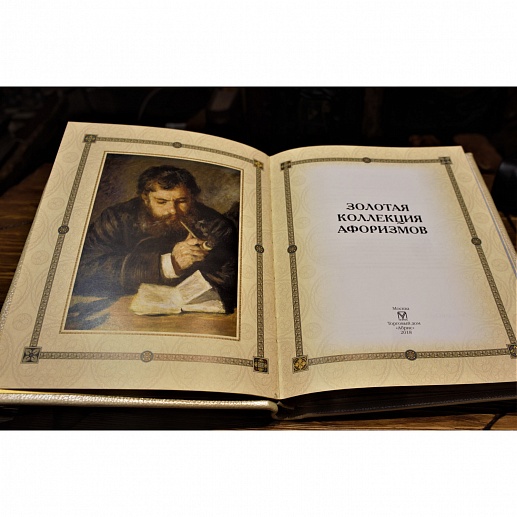 ЗОЛОТАЯ
КОЛЛЕКЦИЯ
АФОРИЗМОВ
Москва
Торговый дом
«Абрис»
2018